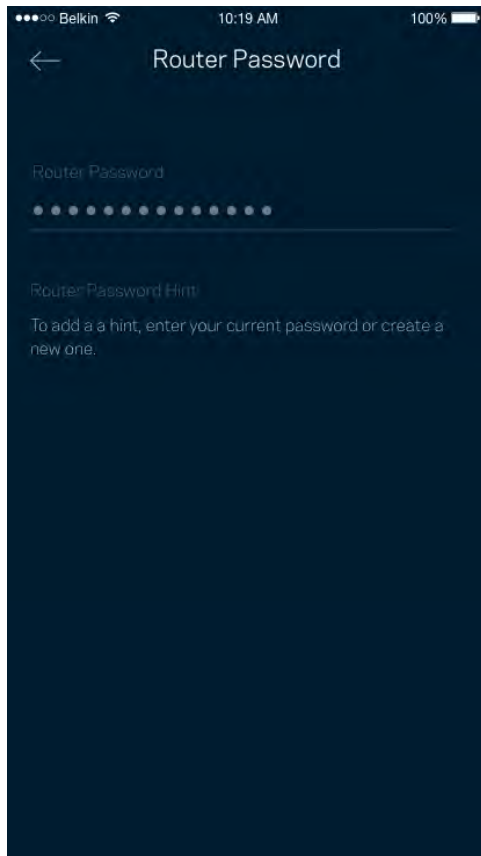 Belkin 10:19 AM 100%
Router Password
Router Password
••••••••••••••
Router Password Hint
To add a a hint, enter your current password or create a
new one.